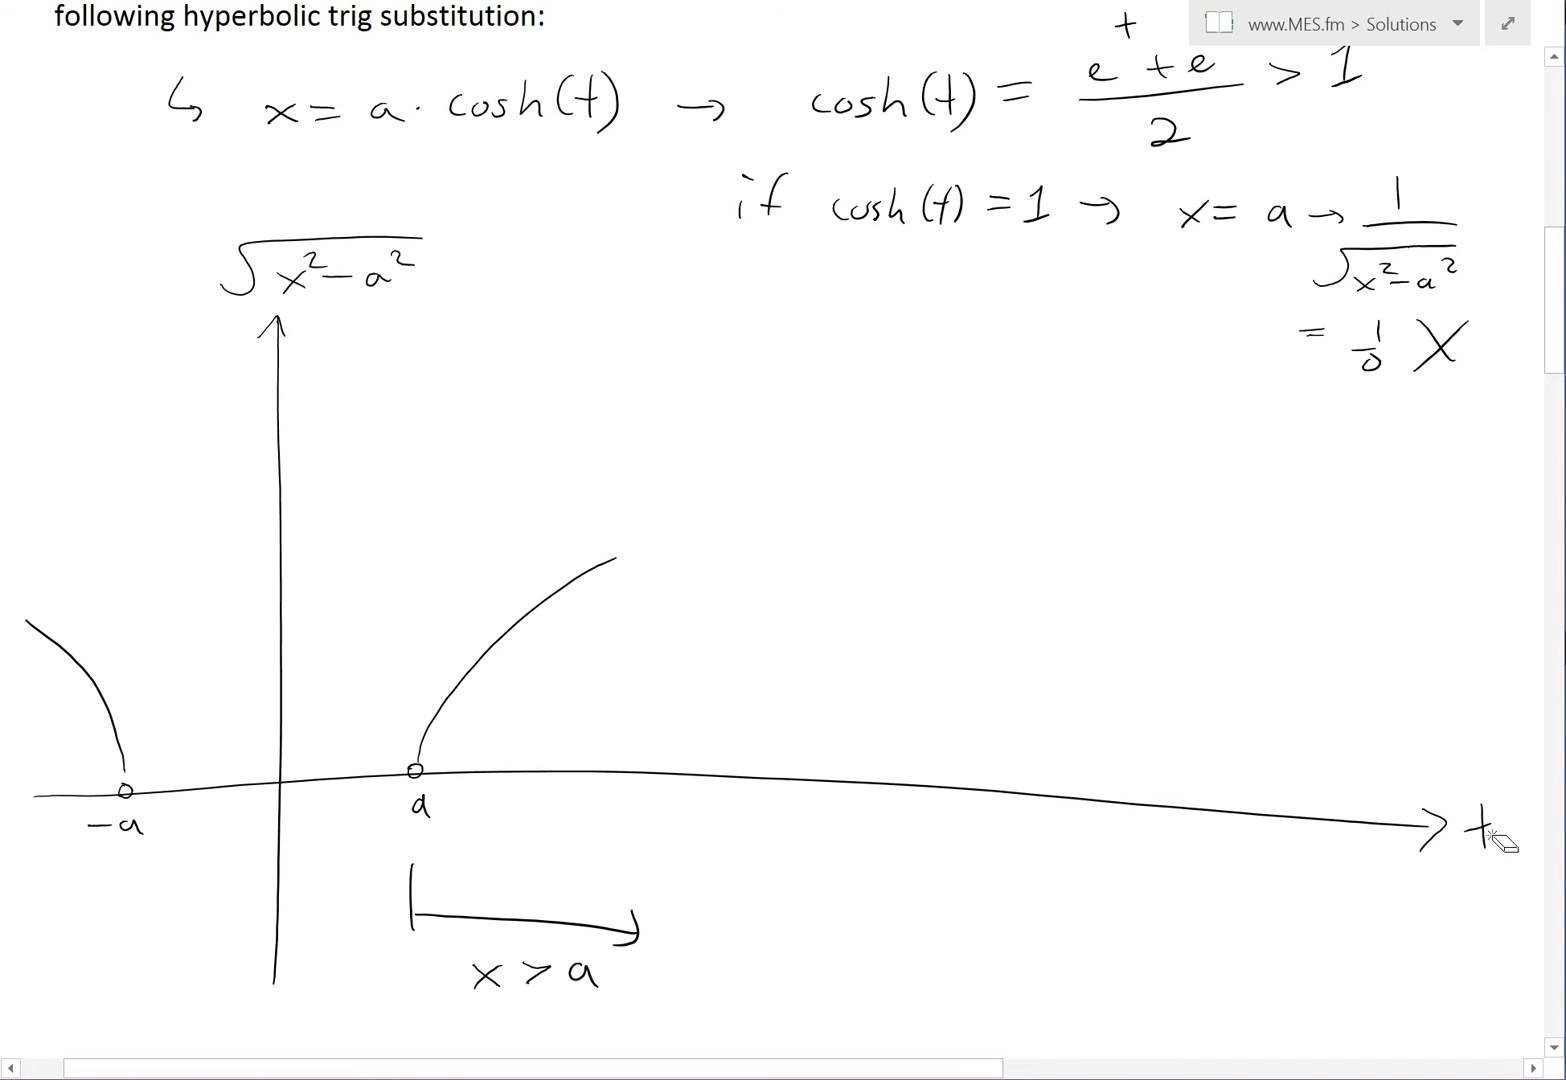 following hyperbolic trig substitution:
www.MES.fm > Solutions
↳ x = a · cosh(t) → cosh(t) = e + e / 2 > 1
t
if cosh(t) = 1 → x = a → 1 / √x² - a²
= 1/0 X
√x² - a²
-a
a
t
x > a